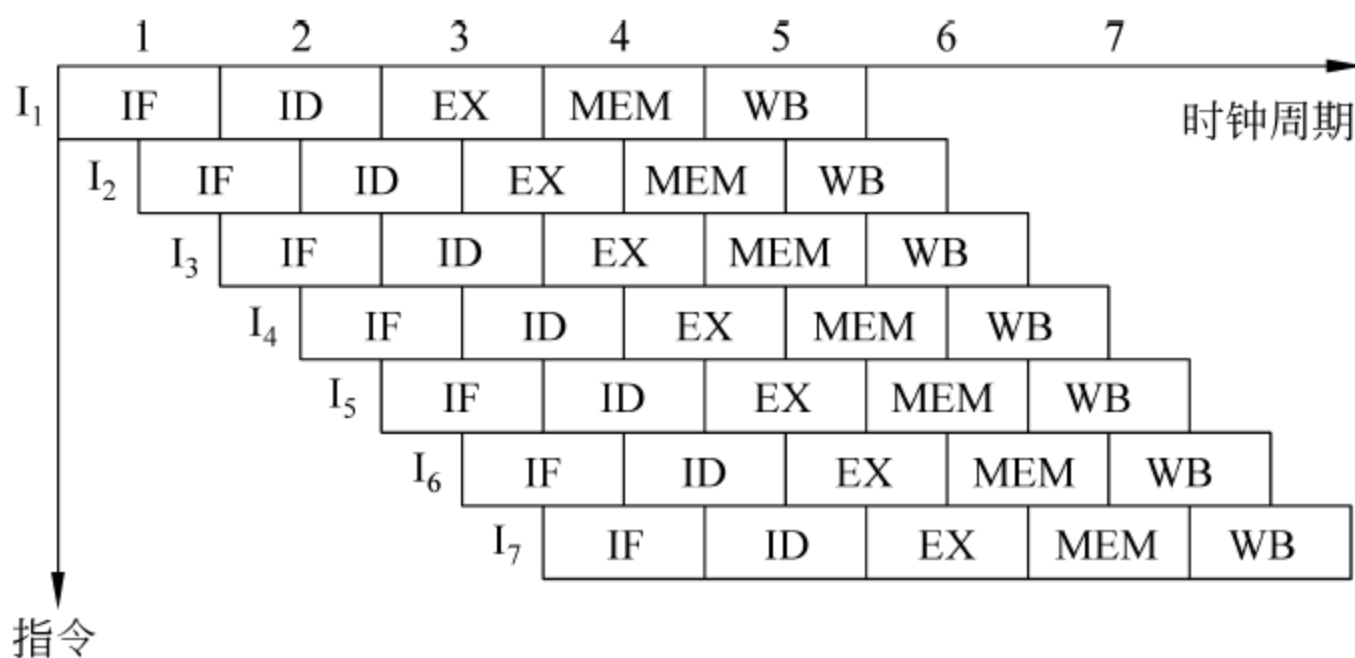 1 2 3 4 5 6 7
时钟周期
I₁ IF ID EX MEM WB
I₂ IF ID EX MEM WB
I₃ IF ID EX MEM WB
I₄ IF ID EX MEM WB
I₅ IF ID EX MEM WB
I₆ IF ID EX MEM WB
I₇ IF ID EX MEM WB
指令